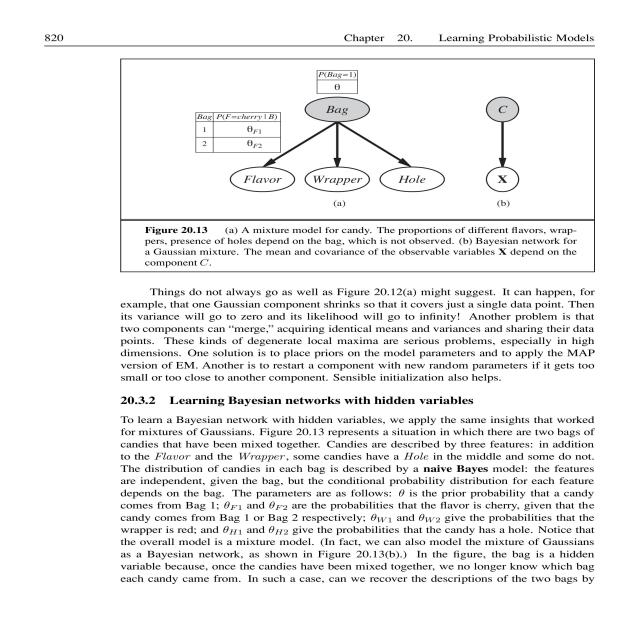 820 Chapter 20. Learning Probabilistic Models
P(Bag=1)
θ
Bag
C
Bag P(F=cherry | B)
1 θF1
2 θF2
Flavor Wrapper Hole X
(a) (b)
Figure 20.13 (a) A mixture model for candy. The proportions of different flavors, wrap-
pers, presence of holes depend on the bag, which is not observed. (b) Bayesian network for
a Gaussian mixture. The mean and covariance of the observable variables X depend on the
component C.
Things do not always go as well as Figure 20.12(a) might suggest. It can happen, for
example, that one Gaussian component shrinks so that it covers just a single data point. Then
its variance will go to zero and its likelihood will go to infinity! Another problem is that
two components can “merge,” acquiring identical means and variances and sharing their data
points. These kinds of degenerate local maxima are serious problems, especially in high
dimensions. One solution is to place priors on the model parameters and to apply the MAP
version of EM. Another is to restart a component with new random parameters if it gets too
small or too close to another component. Sensible initialization also helps.
20.3.2 Learning Bayesian networks with hidden variables
To learn a Bayesian network with hidden variables, we apply the same insights that worked
for mixtures of Gaussians. Figure 20.13 represents a situation in which there are two bags of
candies that have been mixed together. Candies are described by three features: in addition
to the Flavor and the Wrapper, some candies have a Hole in the middle and some do not.
The distribution of candies in each bag is described by a naive Bayes model: the features
are independent, given the bag, but the conditional probability distribution for each feature
depends on the bag. The parameters are as follows: θ is the prior probability that a candy
comes from Bag 1; θF1 and θF2 are the probabilities that the flavor is cherry, given that the
candy comes from Bag 1 or Bag 2 respectively; θW1 and θW2 give the probabilities that the
wrapper is red; and θH1 and θH2 give the probabilities that the candy has a hole. Notice that
the overall model is a mixture model. (In fact, we can also model the mixture of Gaussians
as a Bayesian network, as shown in Figure 20.13(b).) In the figure, the bag is a hidden
variable because, once the candies have been mixed together, we no longer know which bag
each candy came from. In such a case, can we recover the descriptions of the two bags by